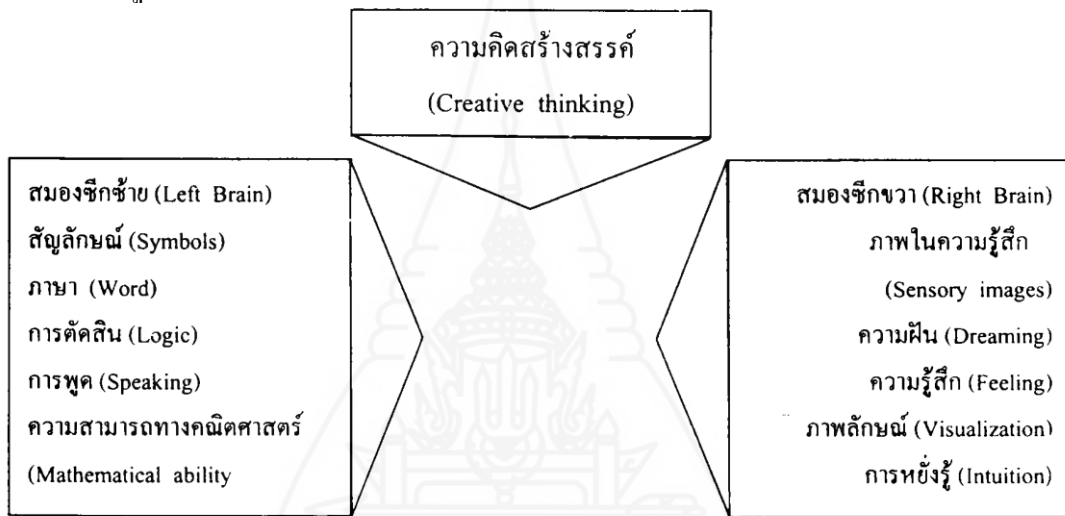 ความคิดสร้างสรรค์
(Creative thinking)
สมองซีกซ้าย (Left Brain)
สัญลักษณ์ (Symbols)
ภาษา (Word)
การตัดสิน (Logic)
การพูด (Speaking)
ความสามารถทางคณิตศาสตร์
(Mathematical ability
สมองซีกขวา (Right Brain)
ภาพในความรู้สึก
(Sensory images)
ความฝัน (Dreaming)
ความรู้สึก (Feeling)
ภาพลักษณ์ (Visualization)
การหยั่งรู้ (Intuition)